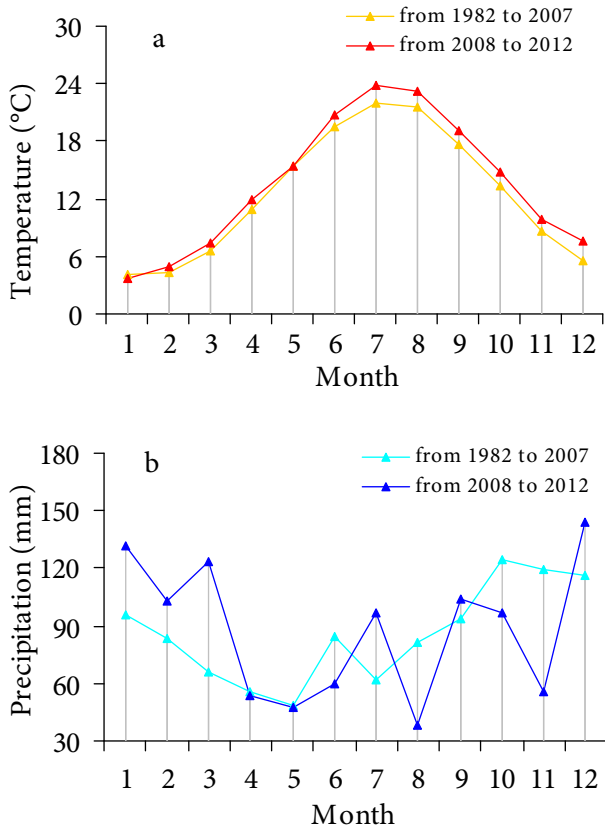 a
from 1982 to 2007
from 2008 to 2012
Temperature (°C)
30
24
18
12
6
0
1 2 3 4 5 6 7 8 9 10 11 12
Month
b
from 1982 to 2007
from 2008 to 2012
Precipitation (mm)
180
150
120
90
60
30
1 2 3 4 5 6 7 8 9 10 11 12
Month